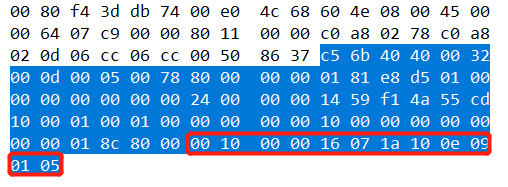 00 80 f4 3d db 74 00 e0 4c 68 60 4e 08 00 45 00
00 64 07 c9 00 00 80 11 00 00 c0 a8 02 78 c0 a8
02 0d 06 cc 06 cc 00 50 86 37 c5 6b 40 40 00 32
00 0d 00 05 00 78 80 00 00 00 01 81 e8 d5 01 00
00 00 00 00 00 00 24 00 00 00 14 59 f1 4a 55 cd
10 00 01 00 01 00 00 00 00 00 10 00 00 00 00 00
00 00 01 8c 80 00 00 10 00 00 16 07 1a 10 0e 09
01 05